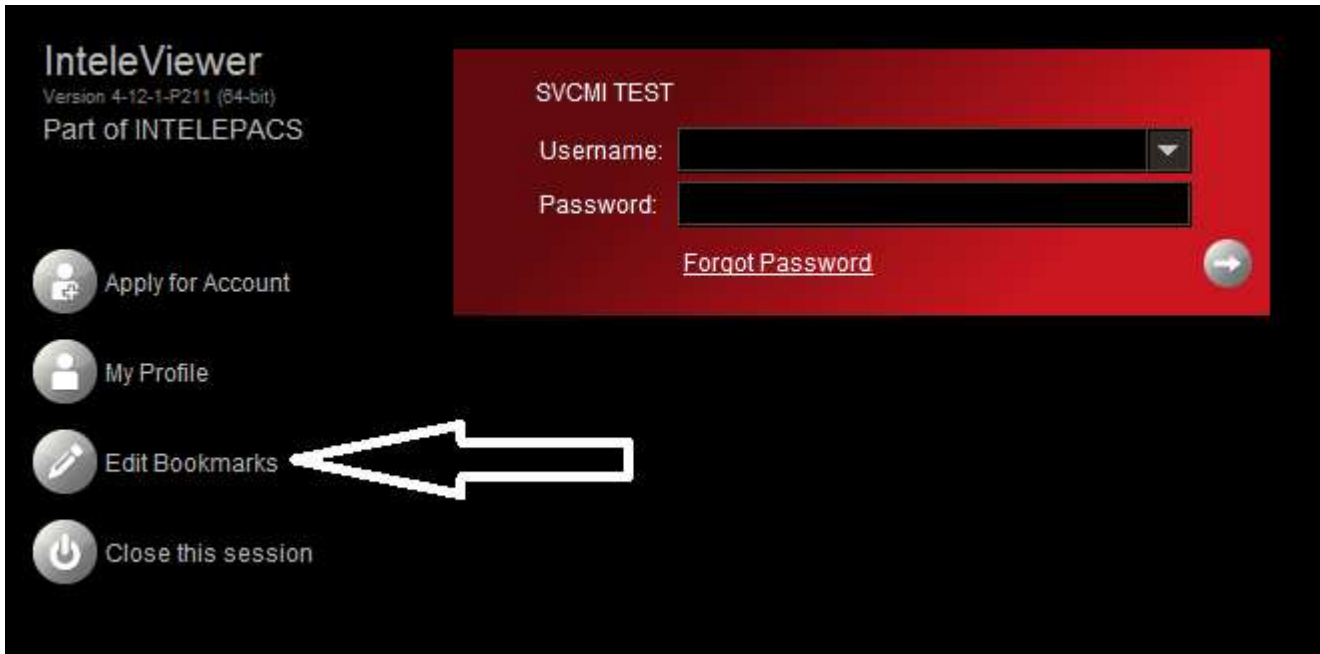 InteleViewer
Version 4-12-1-P211 (64-bit)
Part of INTELEPACS
SVCMI TEST
Username:
Password:
Forgot Password
Apply for Account
My Profile
Edit Bookmarks
Close this session